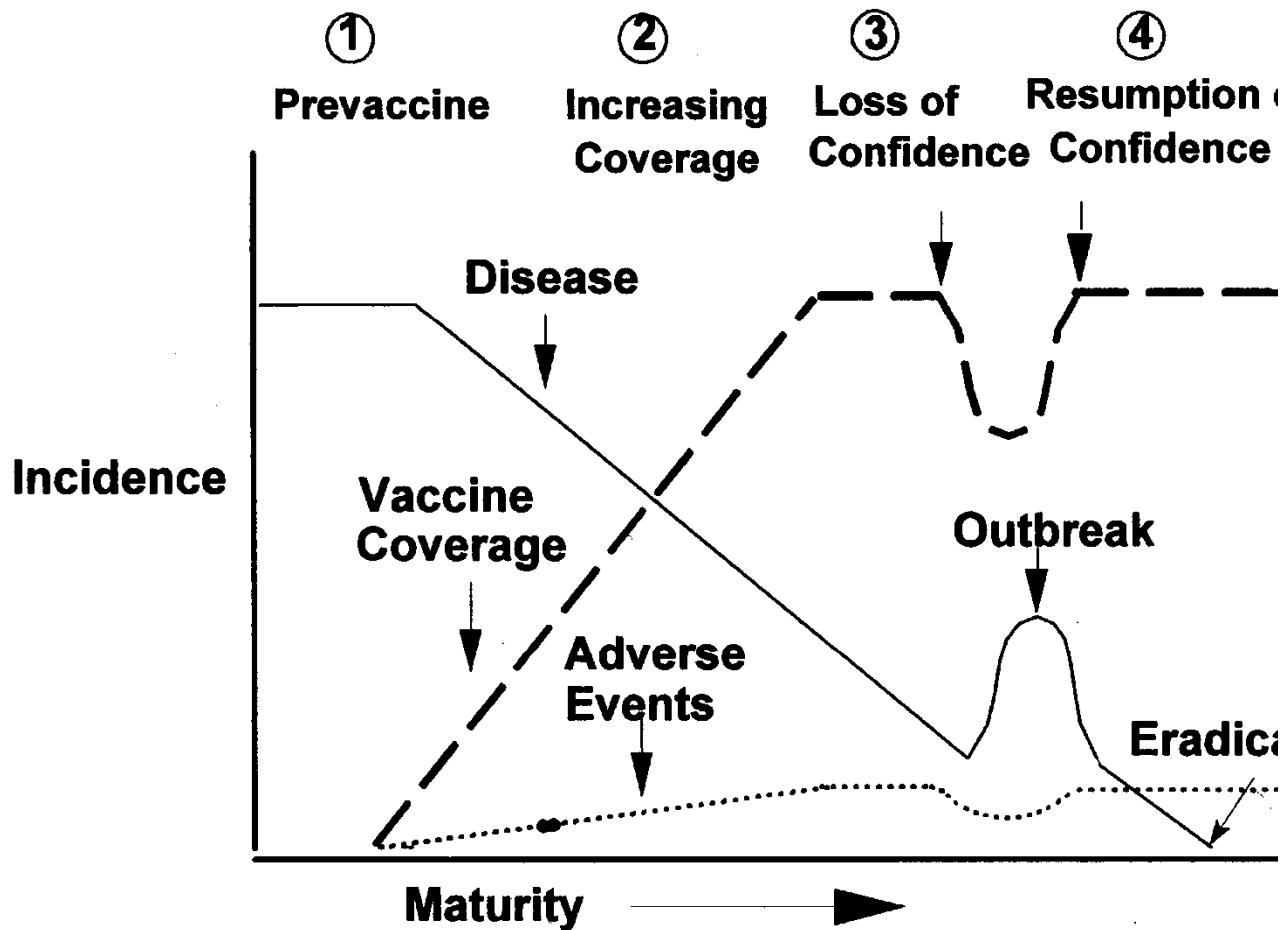 ① ② ③ ④
Prevaccine
Increasing
Coverage
Loss of
Confidence
Resumption
Confidence
Disease
Incidence
Vaccine
Coverage
Outbreak
Adverse
Events
Maturity